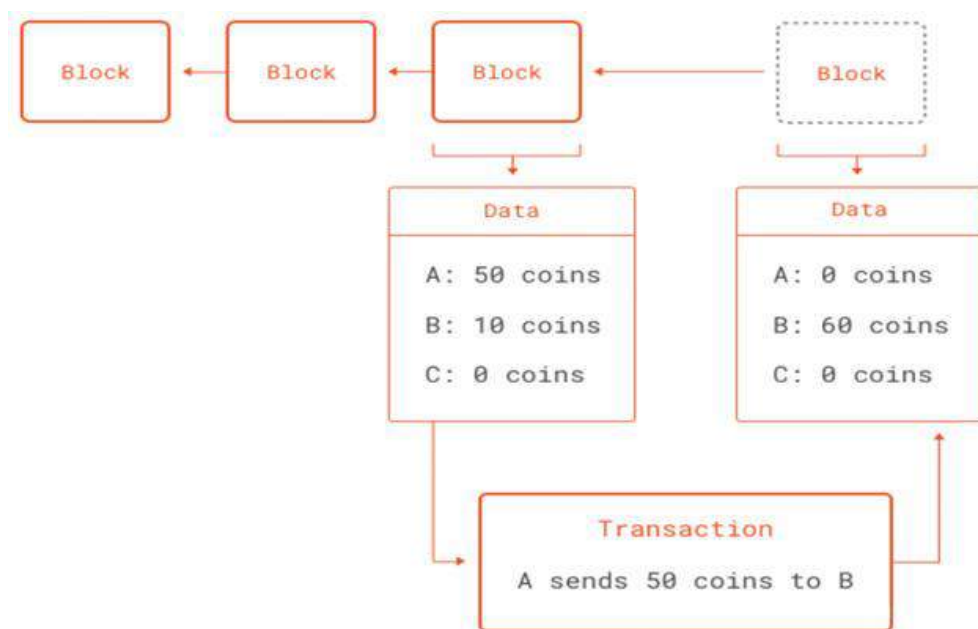 Block
Block
Block
Block
Data
A: 50 coins
B: 10 coins
C: 0 coins
Data
A: 0 coins
B: 60 coins
C: 0 coins
Transaction
A sends 50 coins to B